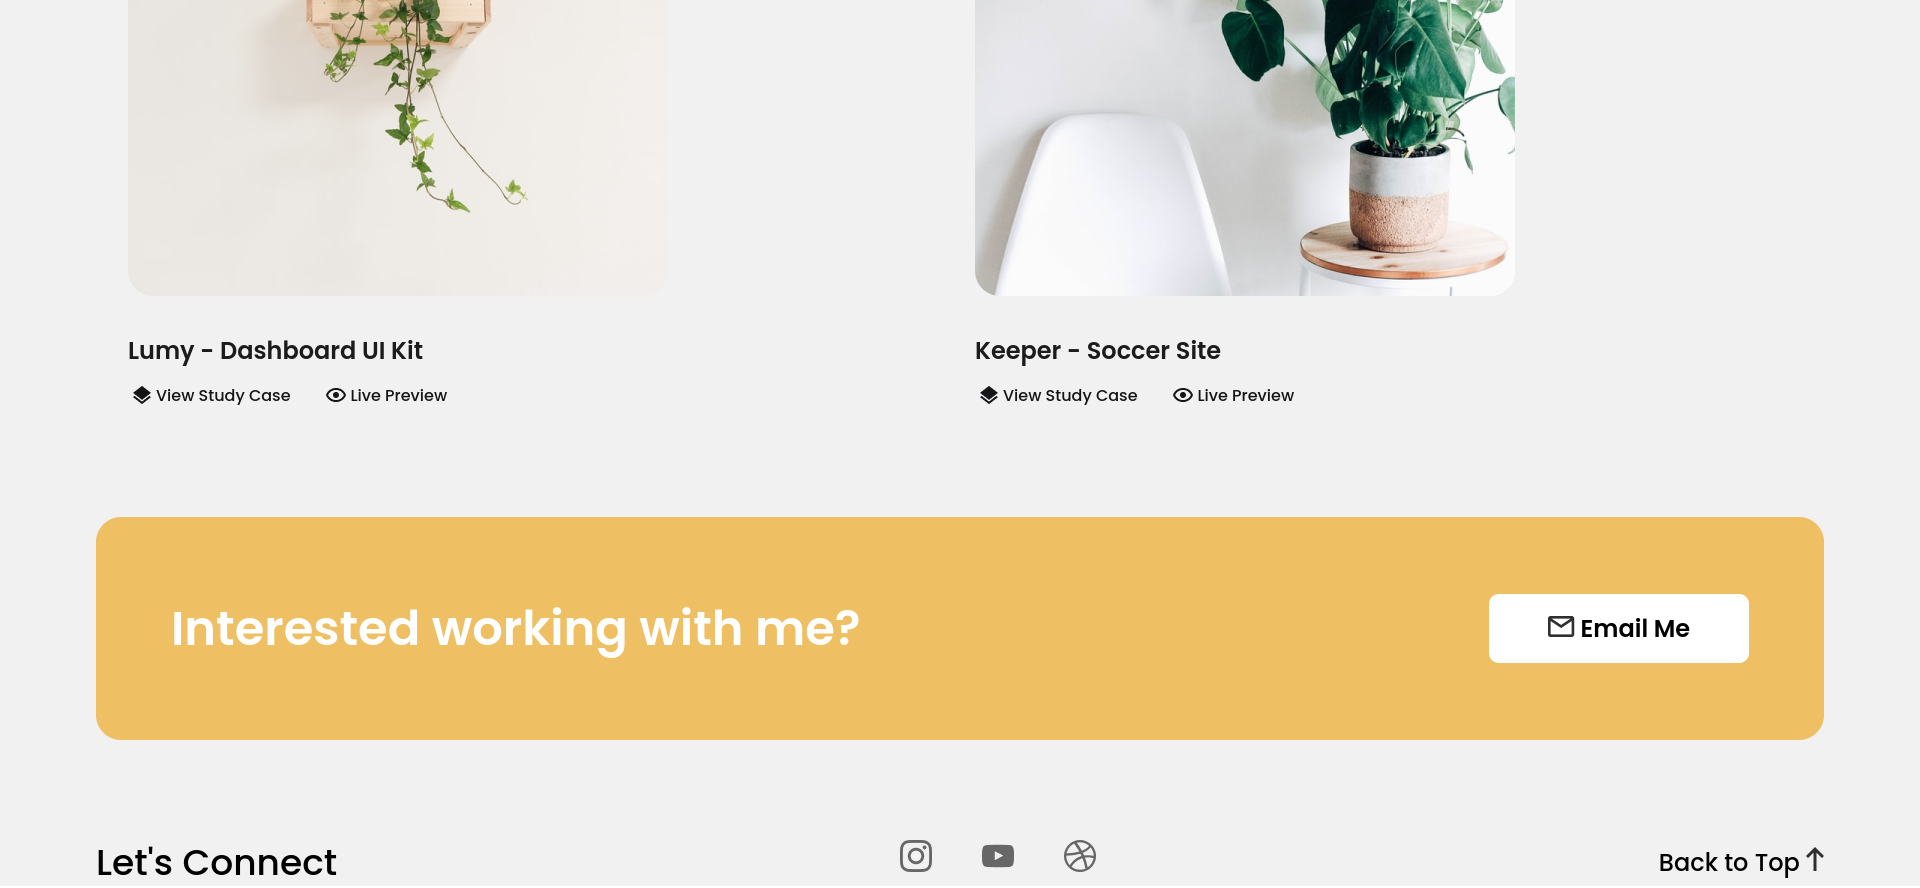 Lumy - Dashboard UI Kit
View Study Case
Live Preview
Keeper - Soccer Site
View Study Case
Live Preview
Interested working with me?
Email Me
Let's Connect
Back to Top